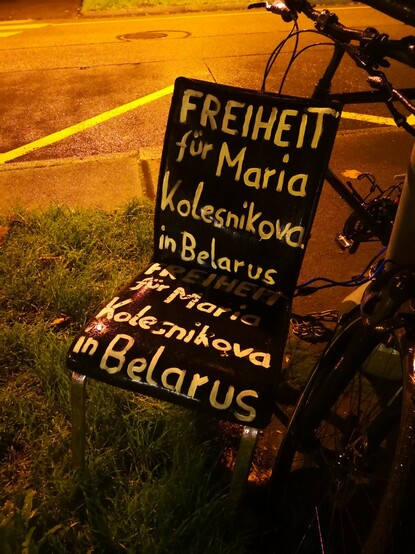 FREIHEIT
für Maria
Kolesnikova
in Belarus
FREIHEIT
für Maria
Kolesnikova
in Belarus